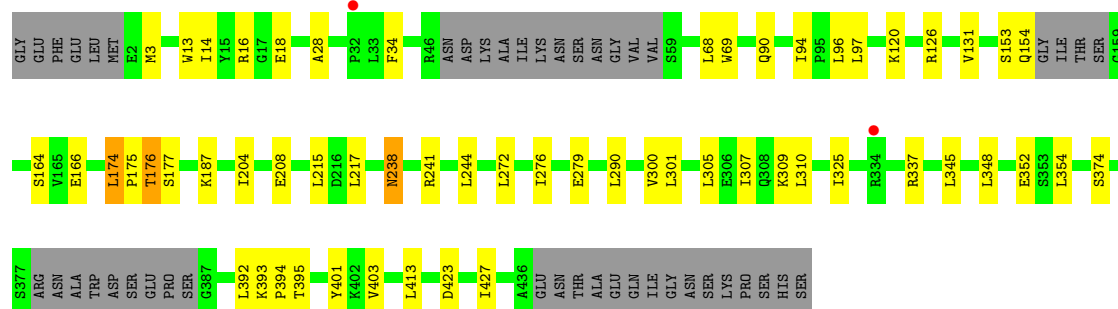 GLY GLU PHE GLU LEU MET E2 M3 W13 I14 Y15 R16 G17 E18 A28 P32 L33 F34 R46 ASN ASP LYS ALA ILE LYS ASN SER ASN GLY VAL VAL S59 L68 W69 Q90 I94 P95 L96 L97 K120 R126 V131 S153 Q154 GLY ILE THR SER G159
S164 V165 E166 L174 P175 T176 S177 K187 I204 E208 L215 D216 L217 N238 R241 L244 L272 I276 E279 L290 V300 L301 L305 E306 I307 Q308 K309 L310 I325 R334 R337 L345 L348 E352 S353 L354 S374
S377 ARG ASN ALA TRP ASP SER GLU PRO SER G387 L392 K393 P394 T395 Y401 K402 V403 L413 D423 I427 A436 GLU ASN THR ALA GLU GLN ILE GLY ASN SER LYS PRO SER HIS SER